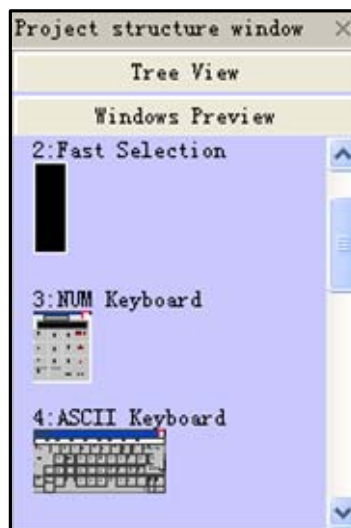 Project structure window
Tree View
Windows Preview
2:Fast Selection
3:NUM Keyboard
4:ASCII Keyboard